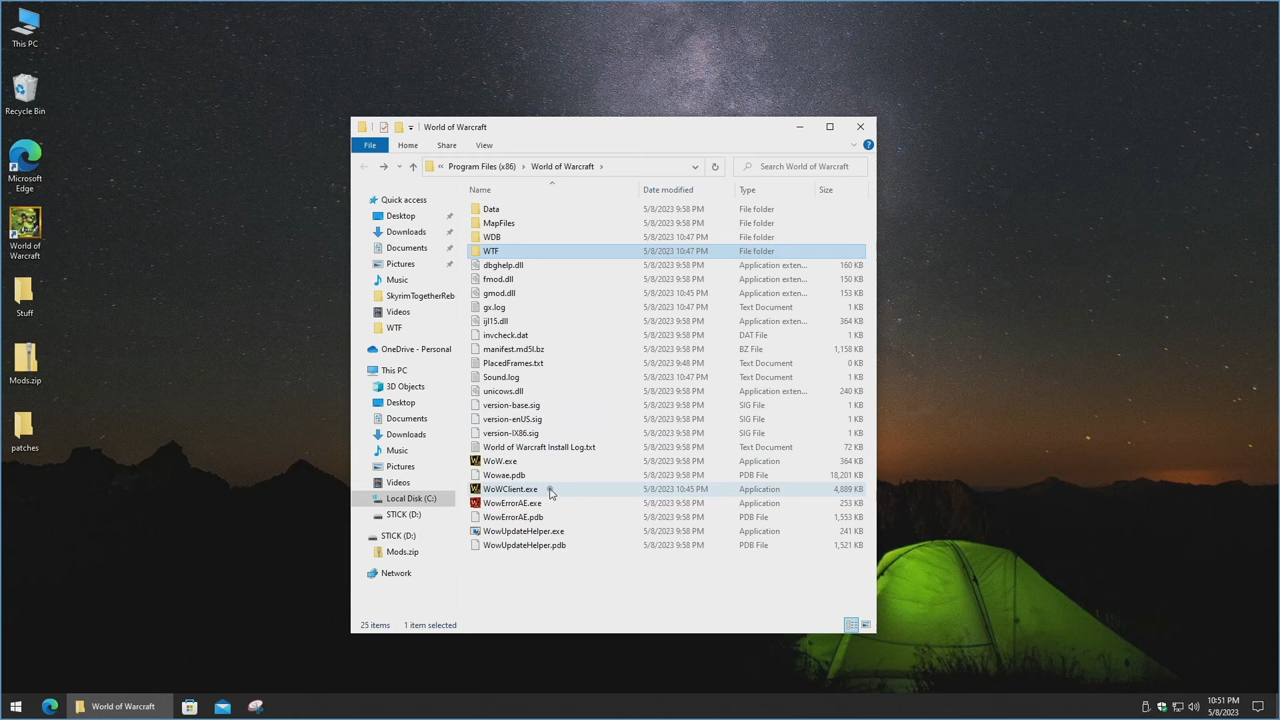 This PC
Recycle Bin
Microsoft
Edge
World of
Warcraft
Stuff
Mods.zip
patches
World of Warcraft
File Home Share View
« Program Files (x86) › World of Warcraft ›
Search World of Warcraft
Quick access
Desktop
Downloads
Documents
Pictures
Music
SkyrimTogetherReb
Videos
WTF
OneDrive - Personal
This PC
3D Objects
Desktop
Documents
Downloads
Music
Pictures
Videos
Local Disk (C:)
STICK (D:)
STICK (D:)
Mods.zip
Network
Name Date modified Type Size
Data 5/8/2023 9:58 PM File folder
MapFiles 5/8/2023 9:58 PM File folder
WDB 5/8/2023 10:47 PM File folder
WTF 5/8/2023 10:47 PM File folder
dbghelp.dll 5/8/2023 9:58 PM Application exten... 160 KB
fmod.dll 5/8/2023 9:58 PM Application exten... 150 KB
gmod.dll 5/8/2023 10:45 PM Application exten... 153 KB
gx.log 5/8/2023 10:47 PM Text Document 1 KB
ijl15.dll 5/8/2023 9:58 PM Application exten... 364 KB
invcheck.dat 5/8/2023 9:58 PM DAT File 1 KB
manifest.md5l.bz 5/8/2023 9:58 PM BZ File 1,158 KB
PlacedFrames.txt 5/8/2023 9:48 PM Text Document 0 KB
Sound.log 5/8/2023 10:47 PM Text Document 1 KB
unicows.dll 5/8/2023 9:58 PM Application exten... 240 KB
version-base.sig 5/8/2023 9:58 PM SIG File 1 KB
version-enUS.sig 5/8/2023 9:58 PM SIG File 1 KB
version-IX86.sig 5/8/2023 9:58 PM SIG File 1 KB
World of Warcraft Install Log.txt 5/8/2023 9:58 PM Text Document 72 KB
WoW.exe 5/8/2023 9:58 PM Application 364 KB
Wowae.pdb 5/8/2023 9:58 PM PDB File 18,201 KB
WoWClient.exe 5/8/2023 10:45 PM Application 4,889 KB
WowErrorAE.exe 5/8/2023 9:58 PM Application 253 KB
WowErrorAE.pdb 5/8/2023 9:58 PM PDB File 1,553 KB
WowUpdateHelper.exe 5/8/2023 9:58 PM Application 241 KB
WowUpdateHelper.pdb 5/8/2023 9:58 PM PDB File 1,521 KB
25 items 1 item selected
World of Warcraft
10:51 PM
5/8/2023